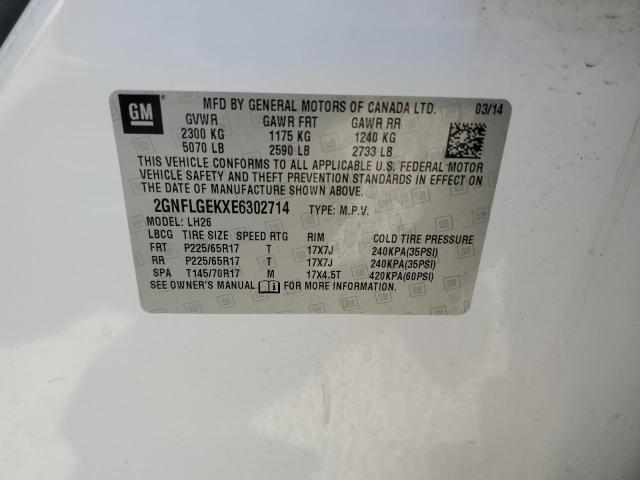 GM
MFD BY GENERAL MOTORS OF CANADA LTD. 03/14
GVWR GAWR FRT GAWR RR
2300 KG 1175 KG 1240 KG
5070 LB 2590 LB 2733 LB
THIS VEHICLE CONFORMS TO ALL APPLICABLE U.S. FEDERAL MOTOR
VEHICLE SAFETY AND THEFT PREVENTION STANDARDS IN EFFECT ON
THE DATE OF MANUFACTURE SHOWN ABOVE.
2GNFLGEKXE6302714 TYPE: M.P.V.
MODEL: LH26
LBCG TIRE SIZE SPEED RTG RIM COLD TIRE PRESSURE
FRT P225/65R17 T 17X7J 240KPA(35PSI)
RR P225/65R17 T 17X7J 240KPA(35PSI)
SPA T145/70R17 M 17X4.5T 420KPA(60PSI)
SEE OWNER'S MANUAL FOR MORE INFORMATION.